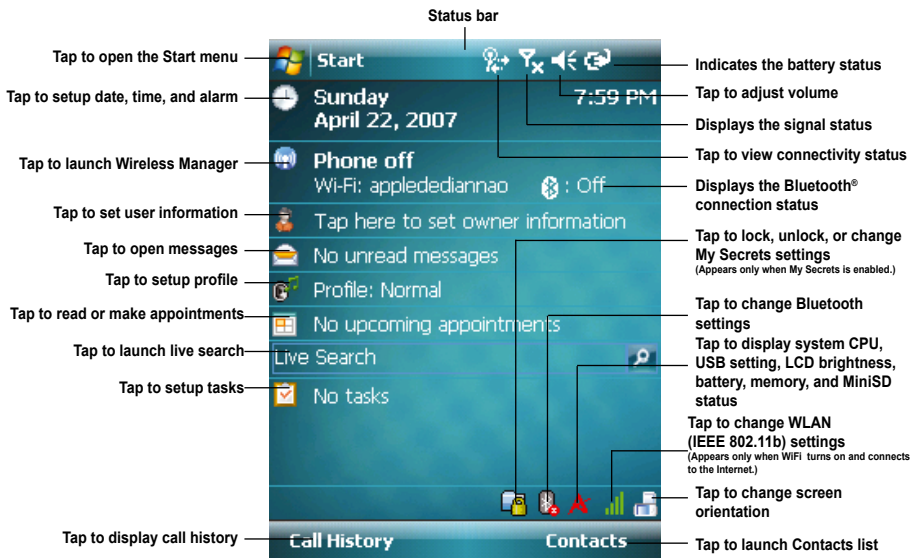 Status bar
Tap to open the Start menu
Tap to setup date, time, and alarm
Tap to launch Wireless Manager
Tap to set user information
Tap to open messages
Tap to setup profile
Tap to read or make appointments
Tap to launch live search
Tap to setup tasks
Tap to display call history
Start
Sunday 7:59 PM
April 22, 2007
Phone off
Wi-Fi: appledediannao : Off
Tap here to set owner information
No unread messages
Profile: Normal
No upcoming appointments
Live Search
No tasks
Call History Contacts
Indicates the battery status
Tap to adjust volume
Displays the signal status
Tap to view connectivity status
Displays the Bluetooth®
connection status
Tap to lock, unlock, or change
My Secrets settings
(Appears only when My Secrets is enabled.)
Tap to change Bluetooth
settings
Tap to display system CPU,
USB setting, LCD brightness,
battery, memory, and MiniSD
status
Tap to change WLAN
(IEEE 802.11b) settings
(Appears only when WiFi turns on and connects
to the Internet.)
Tap to change screen
orientation
Tap to launch Contacts list